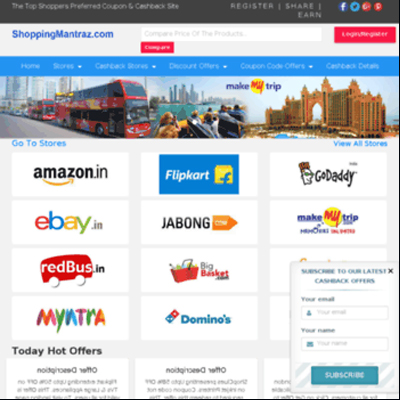 The Top Shoppers Preferred Coupon & Cashback Site
REGISTER | SHARE |
EARN
ShoppingMantraz.com
Compare Price Of The Products...
Compare
Login/Register
Home Stores Cashback Stores Discount Offers Coupon Code Offers Cashback Details
make my trip
Go To Stores
View All Stores
amazon.in
Flipkart
GoDaddy
ebay.in
JABONG
.COM
make my trip
.com
MEMORIES UNLIMITED
redBus.in
Big
Basket
.com
MYNTRA
Domino's
SUBSCRIBE TO OUR LATEST
CASHBACK OFFERS
Your email
Your email
Your name
Your name
SUBSCRIBE
Today Hot Offers
Offer Description
Offer Description